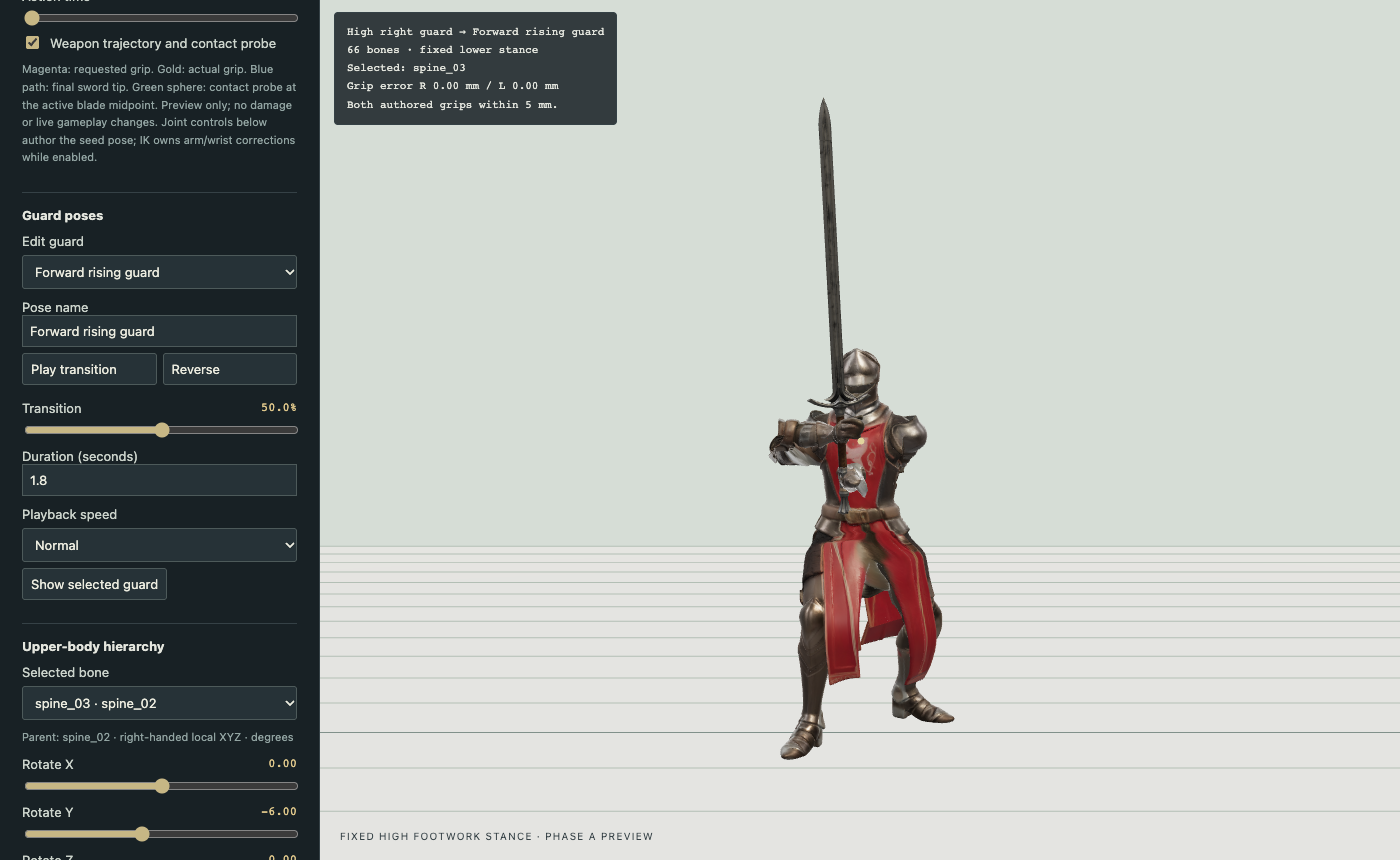 Action time
Weapon trajectory and contact probe
Magenta: requested grip. Gold: actual grip. Blue
path: final sword tip. Green sphere: contact probe at
the active blade midpoint. Preview only; no damage
or live gameplay changes. Joint controls below
author the seed pose; IK owns arm/wrist corrections
while enabled.
Guard poses
Edit guard
Forward rising guard
Pose name
Forward rising guard
Play transition
Reverse
Transition
50.0%
Duration (seconds)
1.8
Playback speed
Normal
Show selected guard
Upper-body hierarchy
Selected bone
spine_03 · spine_02
Parent: spine_02 · right-handed local XYZ · degrees
Rotate X
0.00
Rotate Y
−6.00
Rotate Z
0.00
High right guard → Forward rising guard
66 bones · fixed lower stance
Selected: spine_03
Grip error R 0.00 mm / L 0.00 mm
Both authored grips within 5 mm.
FIXED HIGH FOOTWORK STANCE · PHASE A PREVIEW